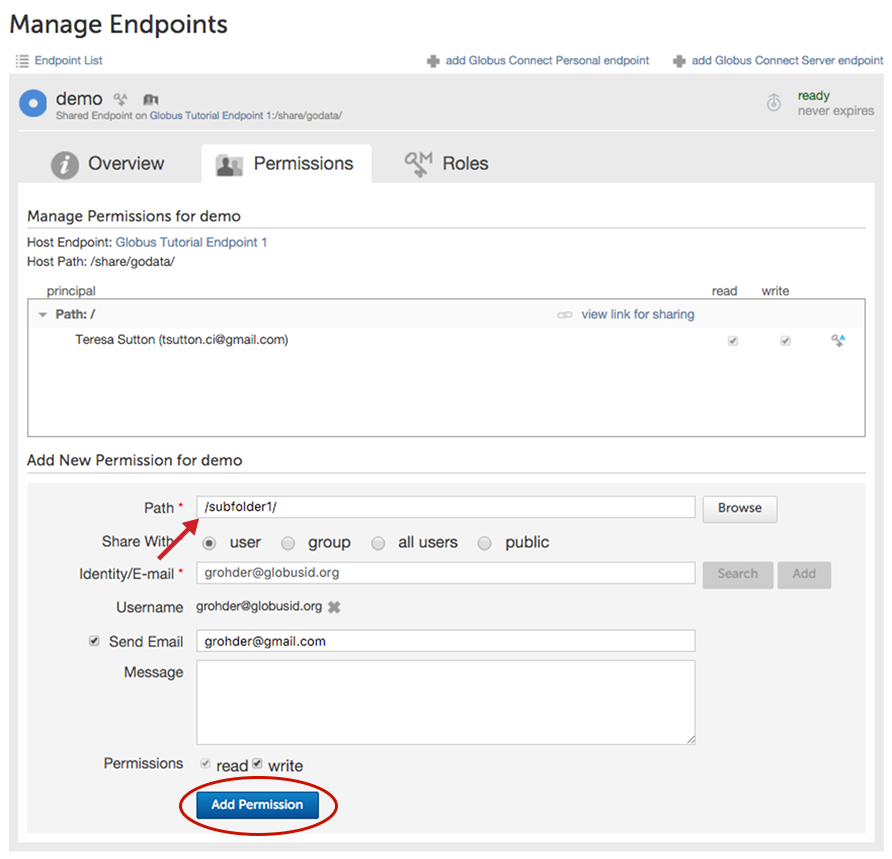 Manage Endpoints
Endpoint List add Globus Connect Personal endpoint add Globus Connect Server endpoint
demo ready
Shared Endpoint on Globus Tutorial Endpoint 1:/share/godata/ never expires
Overview Permissions Roles
Manage Permissions for demo
Host Endpoint: Globus Tutorial Endpoint 1
Host Path: /share/godata/
principal read write
Path: / view link for sharing
Teresa Sutton (tsutton.ci@gmail.com)
Add New Permission for demo
Path * /subfolder1/ Browse
Share With user group all users public
Identity/E-mail * grohder@globusid.org Search Add
Username grohder@globusid.org
Send Email grohder@gmail.com
Message
Permissions read write
Add Permission